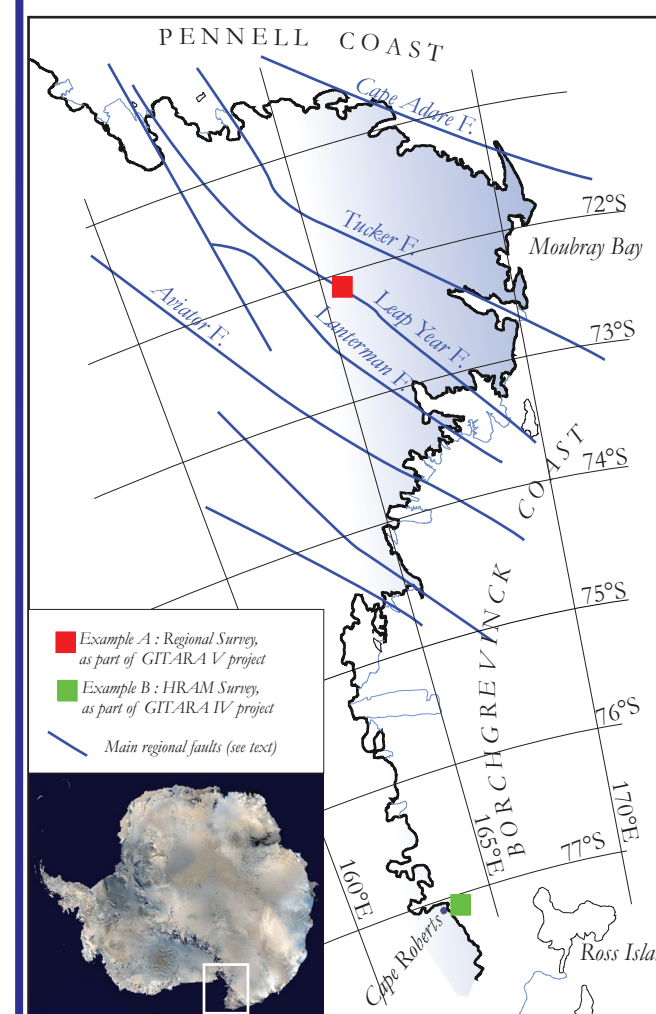 PENNELL COAST
Cape Adare F.
72°S
Tucker F.
Moubray Bay
Aviator F.
Leap Year F.
Lanterman F.
73°S
74°S
BORCHGREVINCK COAST
75°S
Example A : Regional Survey,
as part of GITARA V project
Example B : HRAM Survey,
as part of GITARA IV project
Main regional faults (see text)
76°S
170°E
165°E
77°S
160°E
Cape Roberts
Ross Isla